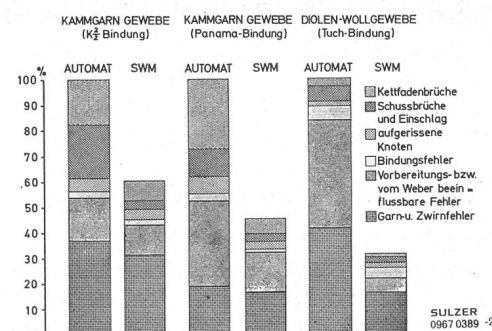 KAMMGARN GEWEBE
(K 2/2 Bindung)
KAMMGARN GEWEBE
(Panama-Bindung)
DIOLEN-WOLLGEWEBE
(Tuch-Bindung)
%
AUTOMAT SWM AUTOMAT SWM AUTOMAT SWM
100
90
80
70
60
50
40
30
20
10
Kettfadenbrüche
Schussbrüche
und Einschlag
aufgerissene
Knoten
Bindungsfehler
Vorbereitungs-bzw.
vom Weber beein=
flussbare Fehler
Garn-u. Zwirnfehler
SULZER
0967 0389 -2